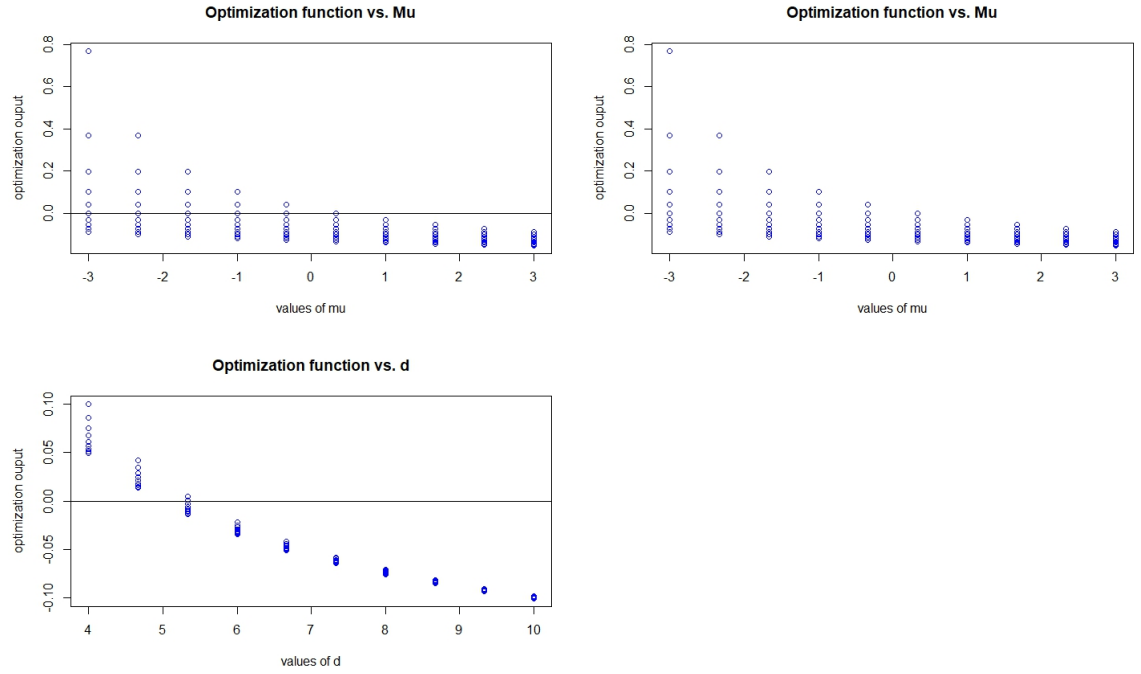 Optimization function vs. Mu
optimization ouput
0.8
0.6
0.4
0.2
0.0
-3 -2 -1 0 1 2 3
values of mu
Optimization function vs. Mu
optimization ouput
0.8
0.6
0.4
0.2
0.0
-3 -2 -1 0 1 2 3
values of mu
Optimization function vs. d
optimization ouput
0.10
0.05
0.00
-0.05
-0.10
4 5 6 7 8 9 10
values of d